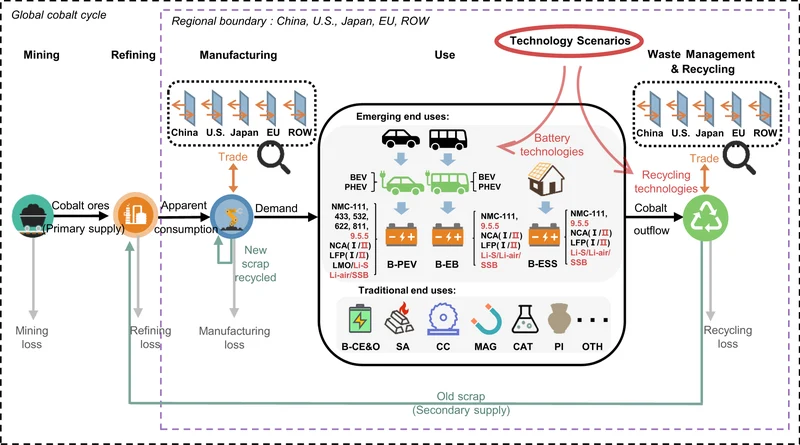 Global cobalt cycle
Regional boundary : China, U.S., Japan, EU, ROW
Mining
Refining
Manufacturing
Use
Technology Scenarios
Waste Management
& Recycling
China U.S. Japan EU ROW
Trade
Emerging end uses:
BEV
PHEV
BEV
PHEV
Battery
technologies
China U.S. Japan EU ROW
Trade
Recycling
technologies
Cobalt ores
(Primary supply)
Apparent
consumption
Demand
New
scrap
recycled
NMC-111,
433, 532,
622, 811,
9.5.5
NCA(Ⅰ/Ⅱ)
LFP(Ⅰ/Ⅱ)
LMO/Li-S
Li-air/SSB
B-PEV
NMC-111,
9.5.5
NCA(Ⅰ/Ⅱ)
LFP(Ⅰ/Ⅱ)
Li-S/Li-air/
SSB
B-EB
NMC-111,
9.5.5
NCA(Ⅰ/Ⅱ)
LFP(Ⅰ/Ⅱ)
Li-S/Li-air/
SSB
B-ESS
Cobalt
outflow
Traditional end uses:
B-CE&O SA CC MAG CAT PI OTH
Mining
loss
Refining
loss
Manufacturing
loss
Recycling
loss
Old scrap
(Secondary supply)